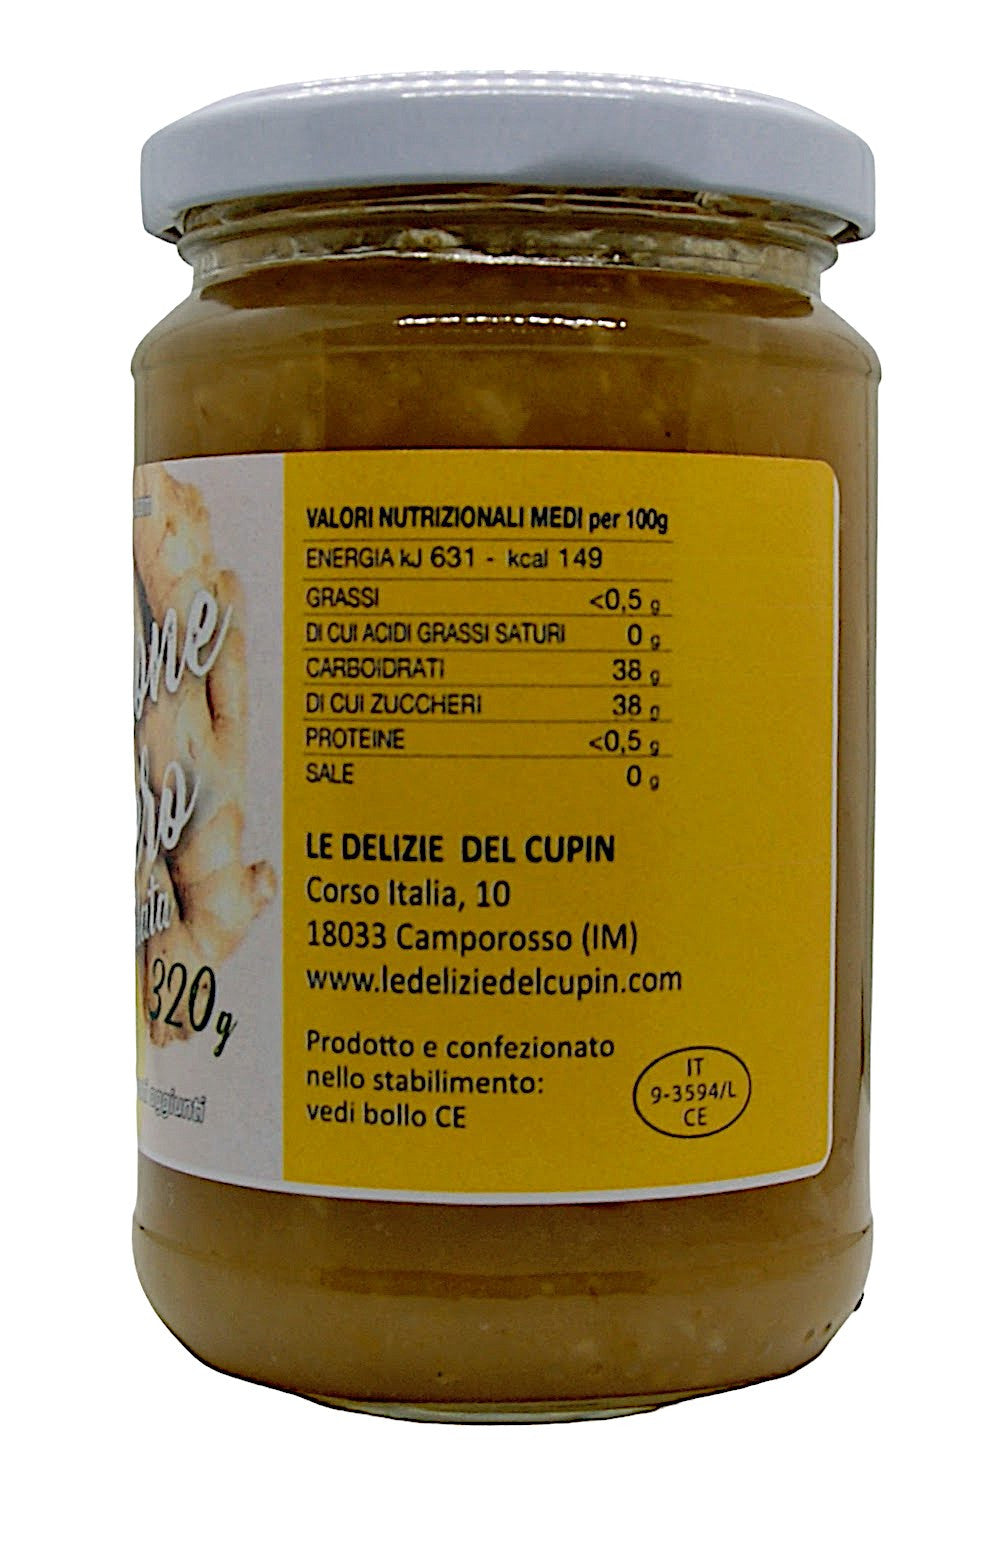 320g
aggiunti
VALORI NUTRIZIONALI MEDI per 100g
ENERGIA kJ 631 - kcal 149
GRASSI <0,5 g
DI CUI ACIDI GRASSI SATURI 0 g
CARBOIDRATI 38 g
DI CUI ZUCCHERI 38 g
PROTEINE <0,5 g
SALE 0 g
LE DELIZIE DEL CUPIN
Corso Italia, 10
18033 Camporosso (IM)
www.ledeliziedelcupin.com
Prodotto e confezionato
nello stabilimento:
vedi bollo CE
IT
9-3594/L
CE